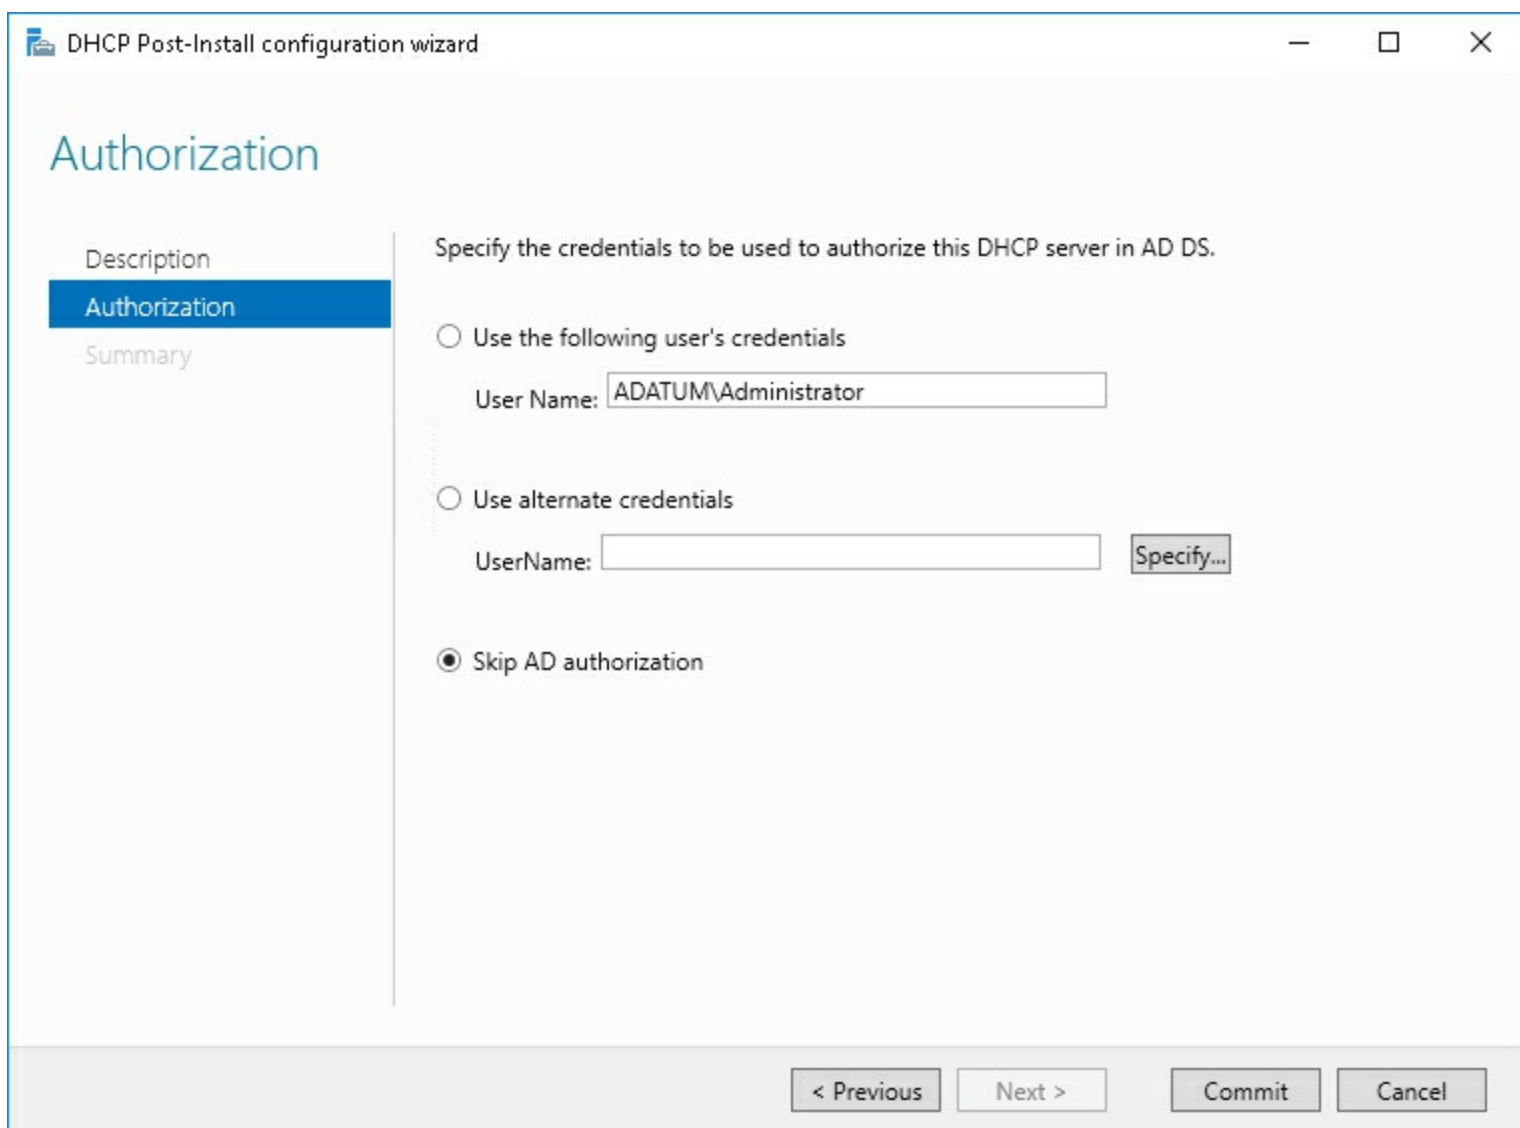 DHCP Post-Install configuration wizard
Authorization
Description
Authorization
Summary
Specify the credentials to be used to authorize this DHCP server in AD DS.
Use the following user's credentials
User Name: ADATUM\Administrator
Use alternate credentials
UserName:
Specify...
Skip AD authorization
< Previous
Next >
Commit
Cancel